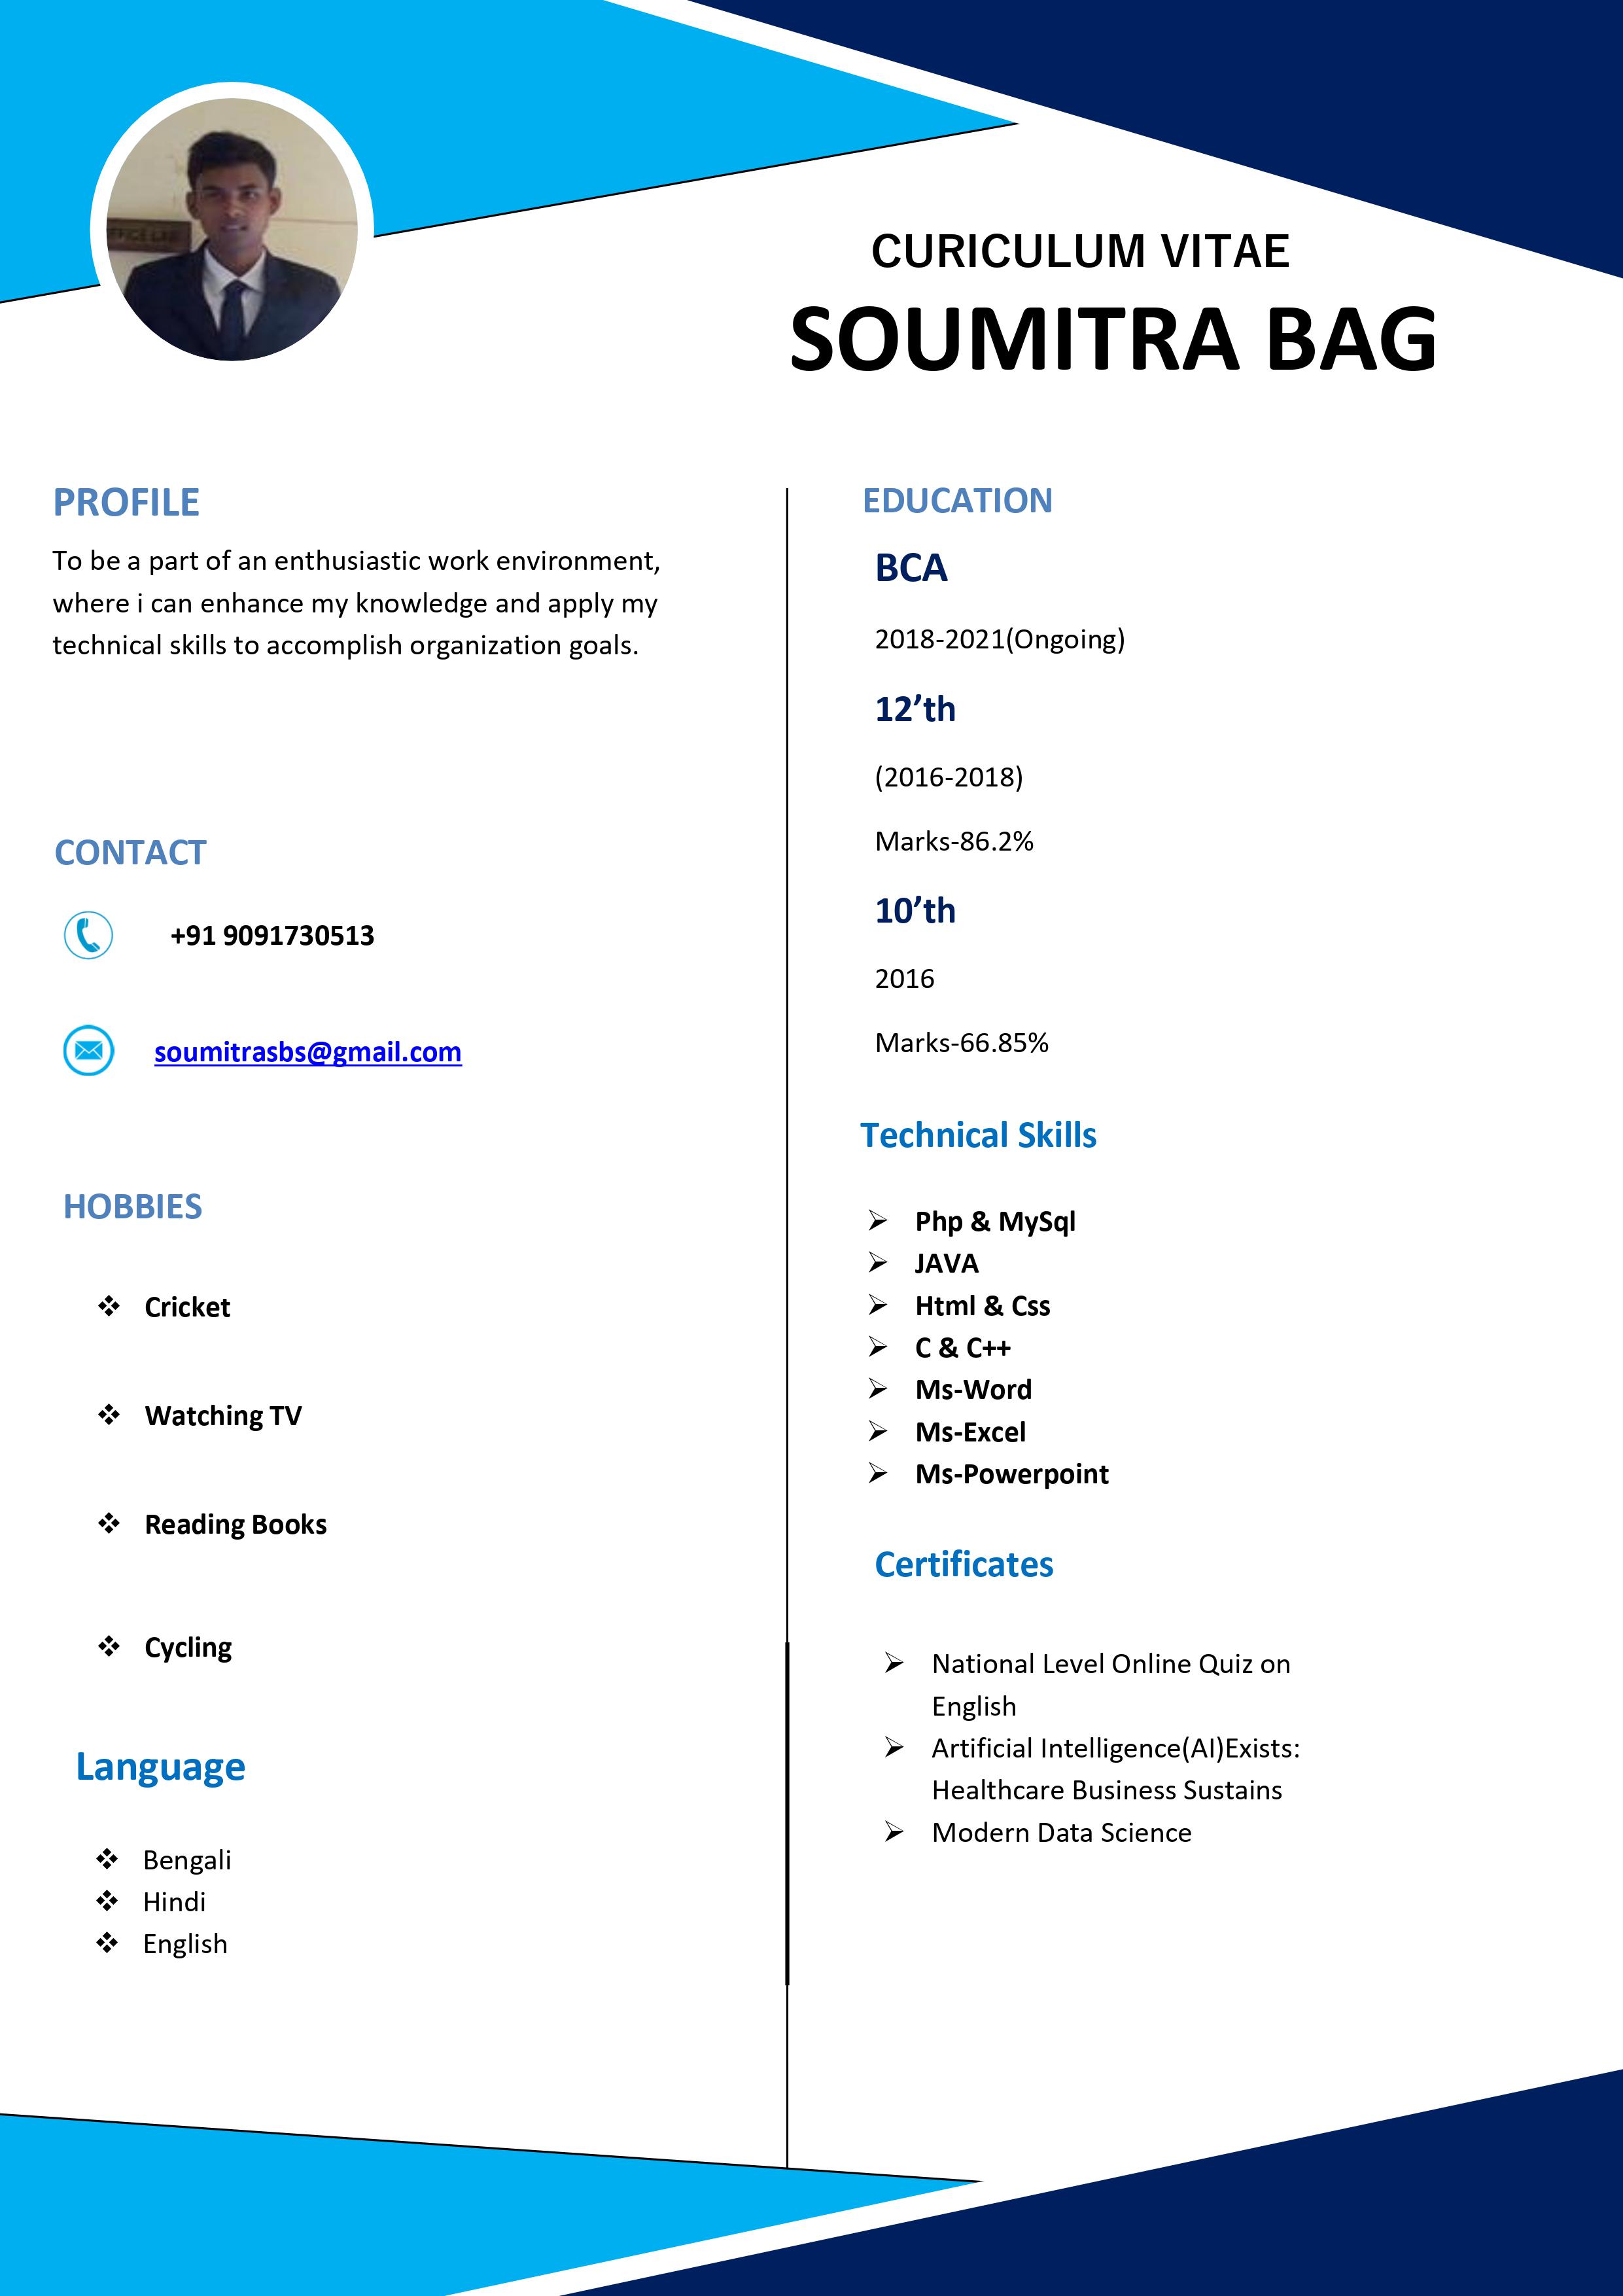 CURICULUM VITAE
SOUMITRA BAG
PROFILE
To be a part of an enthusiastic work environment,
where i can enhance my knowledge and apply my
technical skills to accomplish organization goals.
CONTACT
+91 9091730513
soumitrasbs@gmail.com
HOBBIES
Cricket
Watching TV
Reading Books
Cycling
Language
Bengali
Hindi
English
EDUCATION
BCA
2018-2021(Ongoing)
12’th
(2016-2018)
Marks-86.2%
10’th
2016
Marks-66.85%
Technical Skills
Php & MySql
JAVA
Html & Css
C & C++
Ms-Word
Ms-Excel
Ms-Powerpoint
Certificates
National Level Online Quiz on
English
Artificial Intelligence(AI)Exists:
Healthcare Business Sustains
Modern Data Science